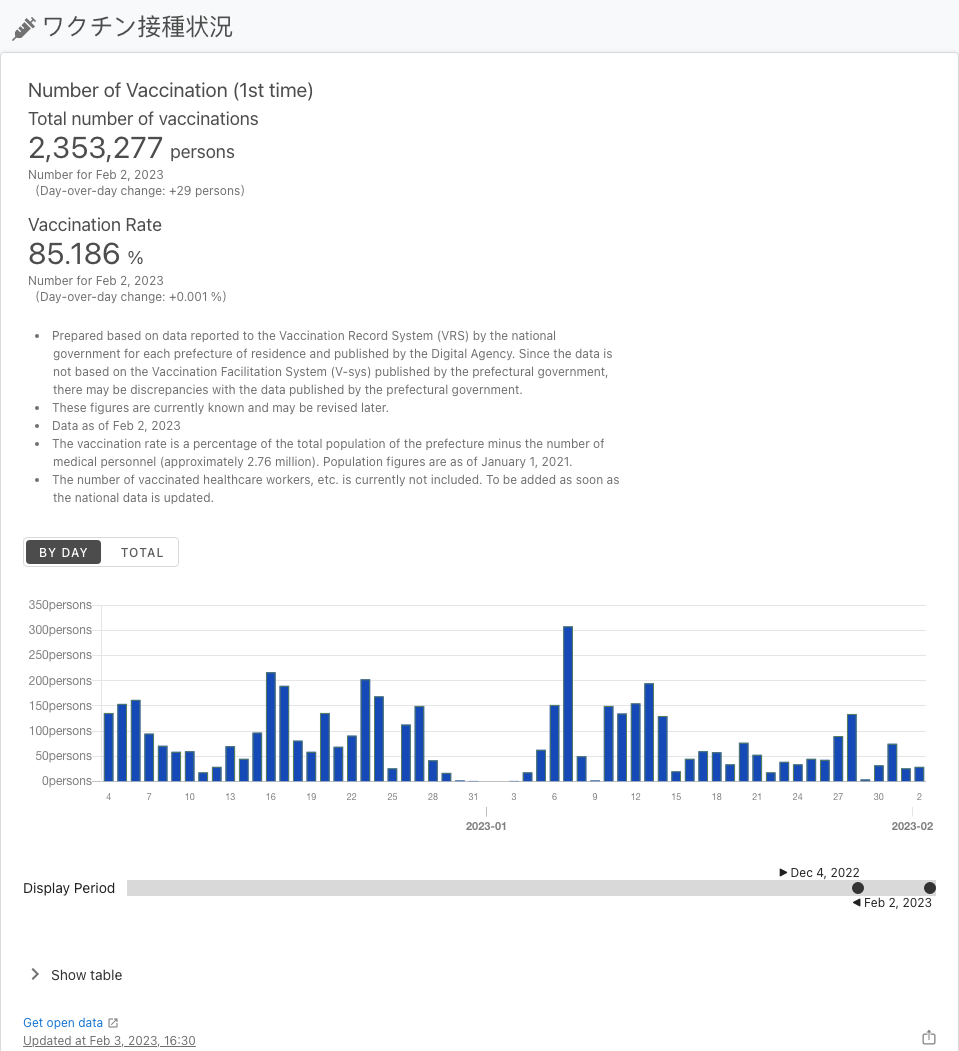 ワクチン接種状況
Number of Vaccination (1st time)
Total number of vaccinations
2,353,277 persons
Number for Feb 2, 2023
(Day-over-day change: +29 persons)
Vaccination Rate
85.186 %
Number for Feb 2, 2023
(Day-over-day change: +0.001 %)
• Prepared based on data reported to the Vaccination Record System (VRS) by the national
government for each prefecture of residence and published by the Digital Agency. Since the data is
not based on the Vaccination Facilitation System (V-sys) published by the prefectural government,
there may be discrepancies with the data published by the prefectural government.
• These figures are currently known and may be revised later.
• Data as of Feb 2, 2023
• The vaccination rate is a percentage of the total population of the prefecture minus the number of
medical personnel (approximately 2.76 million). Population figures are as of January 1, 2021.
• The number of vaccinated healthcare workers, etc. is currently not included. To be added as soon as
the national data is updated.
BY DAY TOTAL
350persons
300persons
250persons
200persons
150persons
100persons
50persons
0persons
4 7 10 13 16 19 22 25 28 31 3 6 9 12 15 18 21 24 27 30 2
2023-01 2023-02
Dec 4, 2022
Display Period
Feb 2, 2023
Show table
Get open data
Updated at Feb 3, 2023, 16:30